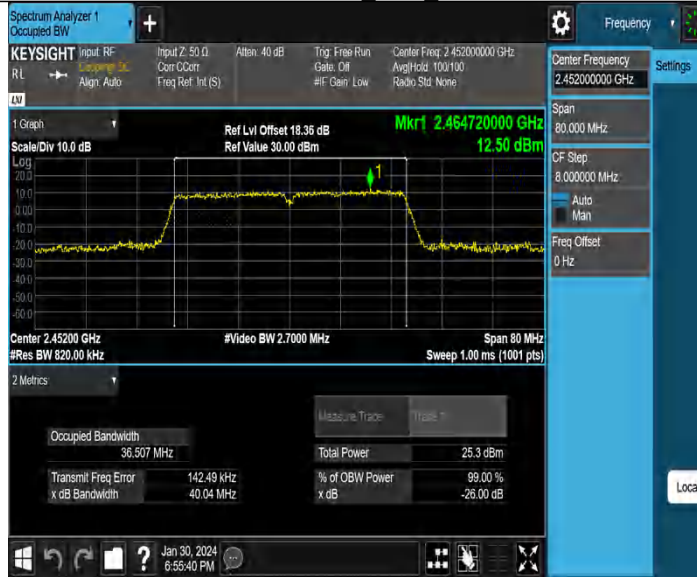 Spectrum Analyzer 1
Occupied BW
+
Frequency
KEYSIGHT
RL
Input: RF
Coupling: DC
Align: Auto
Input Z: 50 Ω
Corr CCorr
Freq Ref: Int (S)
Atten: 40 dB
Trig: Free Run
Gate: Off
#IF Gain: Low
Center Freq: 2.452000000 GHz
Avg|Hold: 100/100
Radio Std: None
LXI
1 Graph
Scale/Div 10.0 dB
Ref Lvl Offset 18.36 dB
Ref Value 30.00 dBm
Mkr1 2.464720000 GHz
12.50 dBm
Log
20.0
10.0
0.00
-10.0
-20.0
-30.0
-40.0
-50.0
-60.0
1
Center 2.45200 GHz
#Res BW 820.00 kHz
#Video BW 2.7000 MHz
Span 80 MHz
Sweep 1.00 ms (1001 pts)
2 Metrics
Measure Trace
Trace 1
Occupied Bandwidth
36.507 MHz
Total Power
25.3 dBm
Transmit Freq Error
142.49 kHz
% of OBW Power
99.00 %
x dB Bandwidth
40.04 MHz
x dB
-26.00 dB
Center Frequency
2.452000000 GHz
Settings
Span
80.000 MHz
CF Step
8.000000 MHz
Auto
Man
Freq Offset
0 Hz
Loca
?
Jan 30, 2024
6:55:40 PM